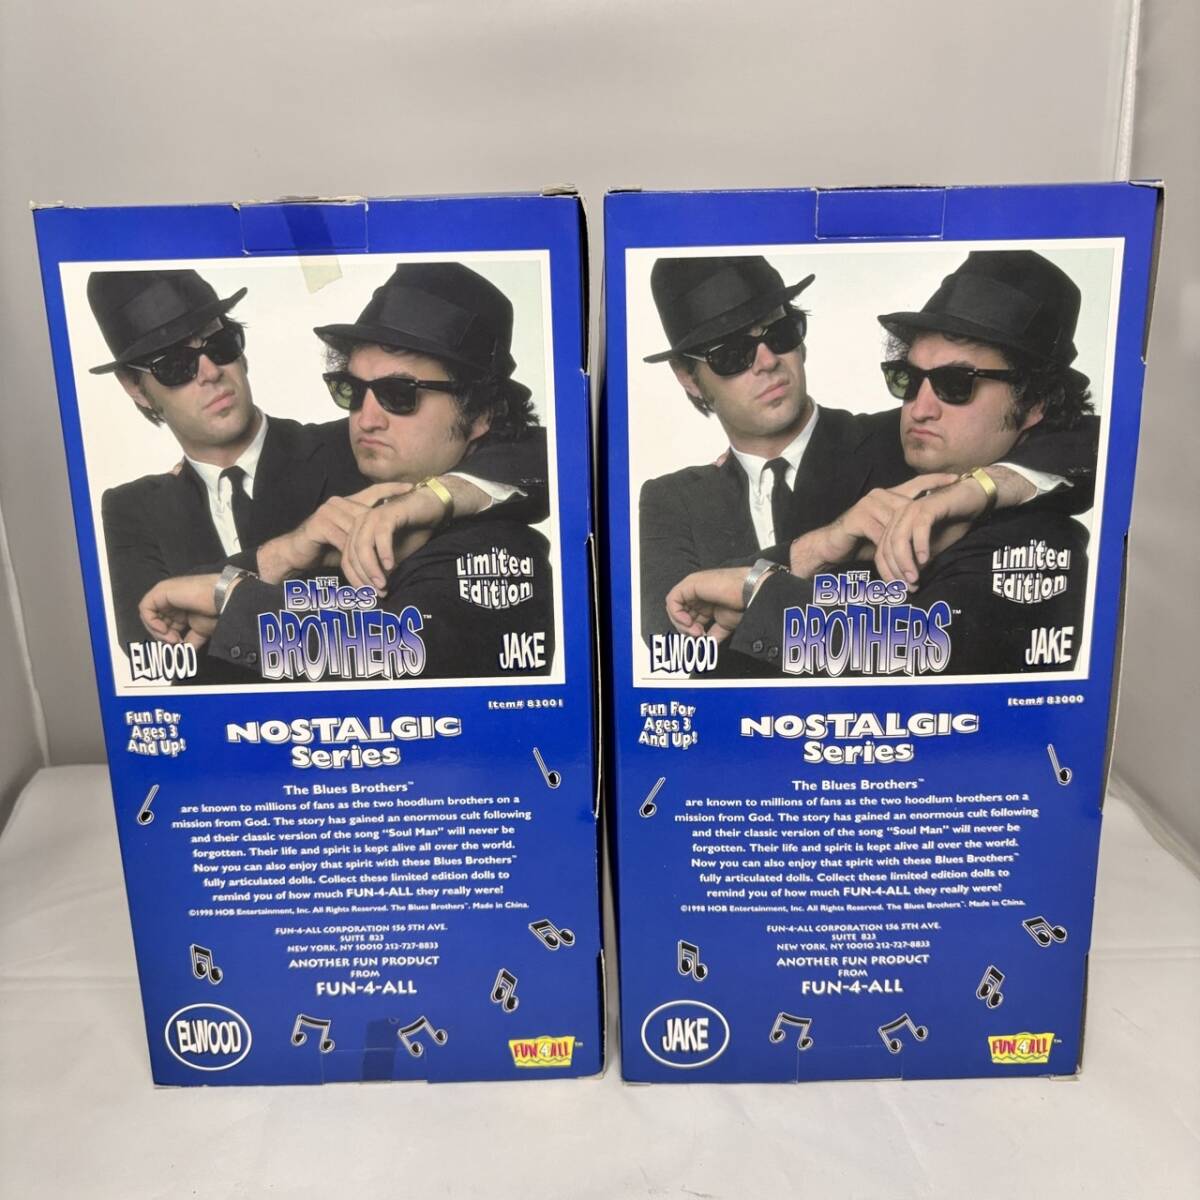 THE
Blues
BROTHERS™
Limited
Edition
ELWOOD
JAKE
Item# 83001
Fun For
Ages 3
And Up!
NOSTALGIC
Series
The Blues Brothers™
are known to millions of fans as the two hoodlum brothers on a
mission from God. The story has gained an enormous cult following
and their classic version of the song "Soul Man" will never be
forgotten. Their life and spirit is kept alive all over the world.
Now you can also enjoy that spirit with these Blues Brothers™
fully articulated dolls. Collect these limited edition dolls to
remind you of how much FUN-4-ALL they really were!
©1998 HOB Entertainment, Inc. All Rights Reserved. The Blues Brothers™. Made in China.
FUN-4-ALL CORPORATION 156 5TH AVE.
SUITE 823
NEW YORK, NY 10010 212-727-8833
ANOTHER FUN PRODUCT
FROM
FUN-4-ALL
ELWOOD
FUN 4 ALL™
THE
Blues
BROTHERS™
Limited
Edition
ELWOOD
JAKE
Item# 83000
Fun For
Ages 3
And Up!
NOSTALGIC
Series
The Blues Brothers™
are known to millions of fans as the two hoodlum brothers on a
mission from God. The story has gained an enormous cult following
and their classic version of the song "Soul Man" will never be
forgotten. Their life and spirit is kept alive all over the world.
Now you can also enjoy that spirit with these Blues Brothers™
fully articulated dolls. Collect these limited edition dolls to
remind you of how much FUN-4-ALL they really were!
©1998 HOB Entertainment, Inc. All Rights Reserved. The Blues Brothers™. Made in China.
FUN-4-ALL CORPORATION 156 5TH AVE.
SUITE 823
NEW YORK, NY 10010 212-727-8833
ANOTHER FUN PRODUCT
FROM
FUN-4-ALL
JAKE
FUN 4 ALL™